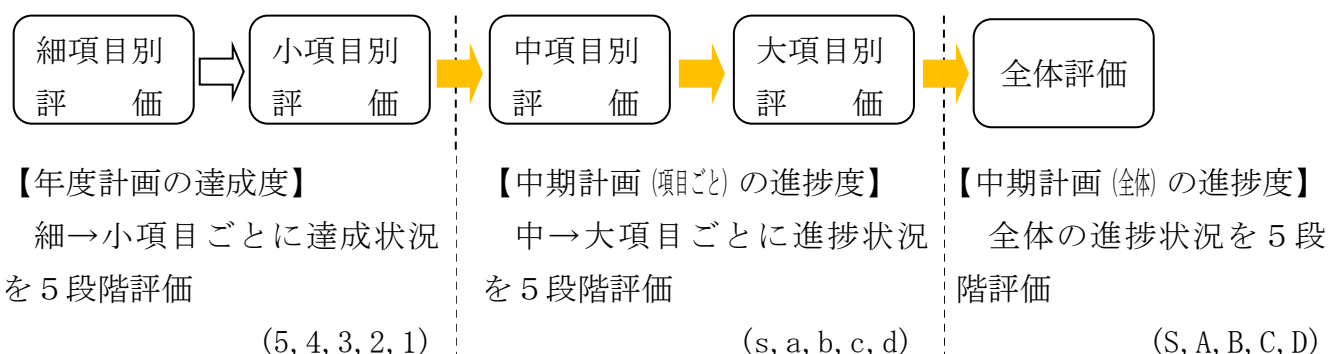 細項目別
評　　価
小項目別
評　　価
中項目別
評　　価
大項目別
評　　価
全体評価
【年度計画の達成度】
細→小項目ごとに達成状況
を５段階評価
(5,4,3,2,1)
【中期計画(項目ごと)の進捗度】
中→大項目ごとに進捗状況
を５段階評価
(s,a,b,c,d)
【中期計画(全体)の進捗度】
全体の進捗状況を５段
階評価
(S,A,B,C,D)